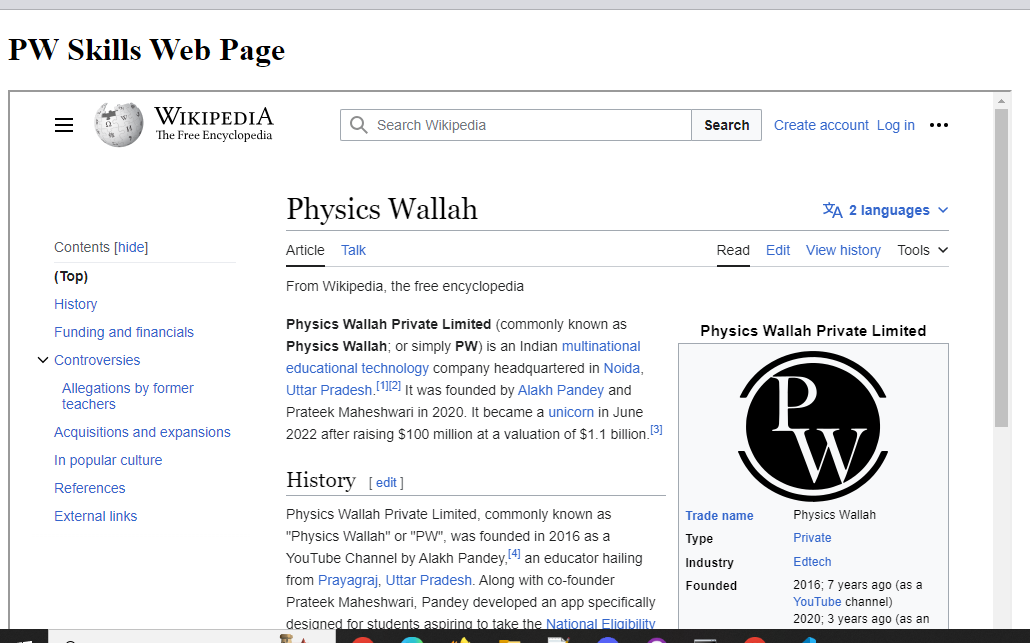 PW Skills Web Page
WIKIPEDIA
The Free Encyclopedia
Search Wikipedia
Search
Create account Log in
Physics Wallah
2 languages
Contents [hide]
(Top)
History
Funding and financials
Controversies
Allegations by former
teachers
Acquisitions and expansions
In popular culture
References
External links
Article Talk
Read Edit View history Tools
From Wikipedia, the free encyclopedia
Physics Wallah Private Limited (commonly known as
Physics Wallah; or simply PW) is an Indian multinational
educational technology company headquartered in Noida,
Uttar Pradesh.[1][2] It was founded by Alakh Pandey and
Prateek Maheshwari in 2020. It became a unicorn in June
2022 after raising $100 million at a valuation of $1.1 billion.[3]
History [ edit ]
Physics Wallah Private Limited, commonly known as
"Physics Wallah" or "PW", was founded in 2016 as a
YouTube Channel by Alakh Pandey,[4] an educator hailing
from Prayagraj, Uttar Pradesh. Along with co-founder
Prateek Maheshwari, Pandey developed an app specifically
designed for students aspiring to take the National Eligibility
Physics Wallah Private Limited
PW
Trade name Physics Wallah
Type Private
Industry Edtech
Founded 2016; 7 years ago (as a
YouTube channel)
2020; 3 years ago (as an